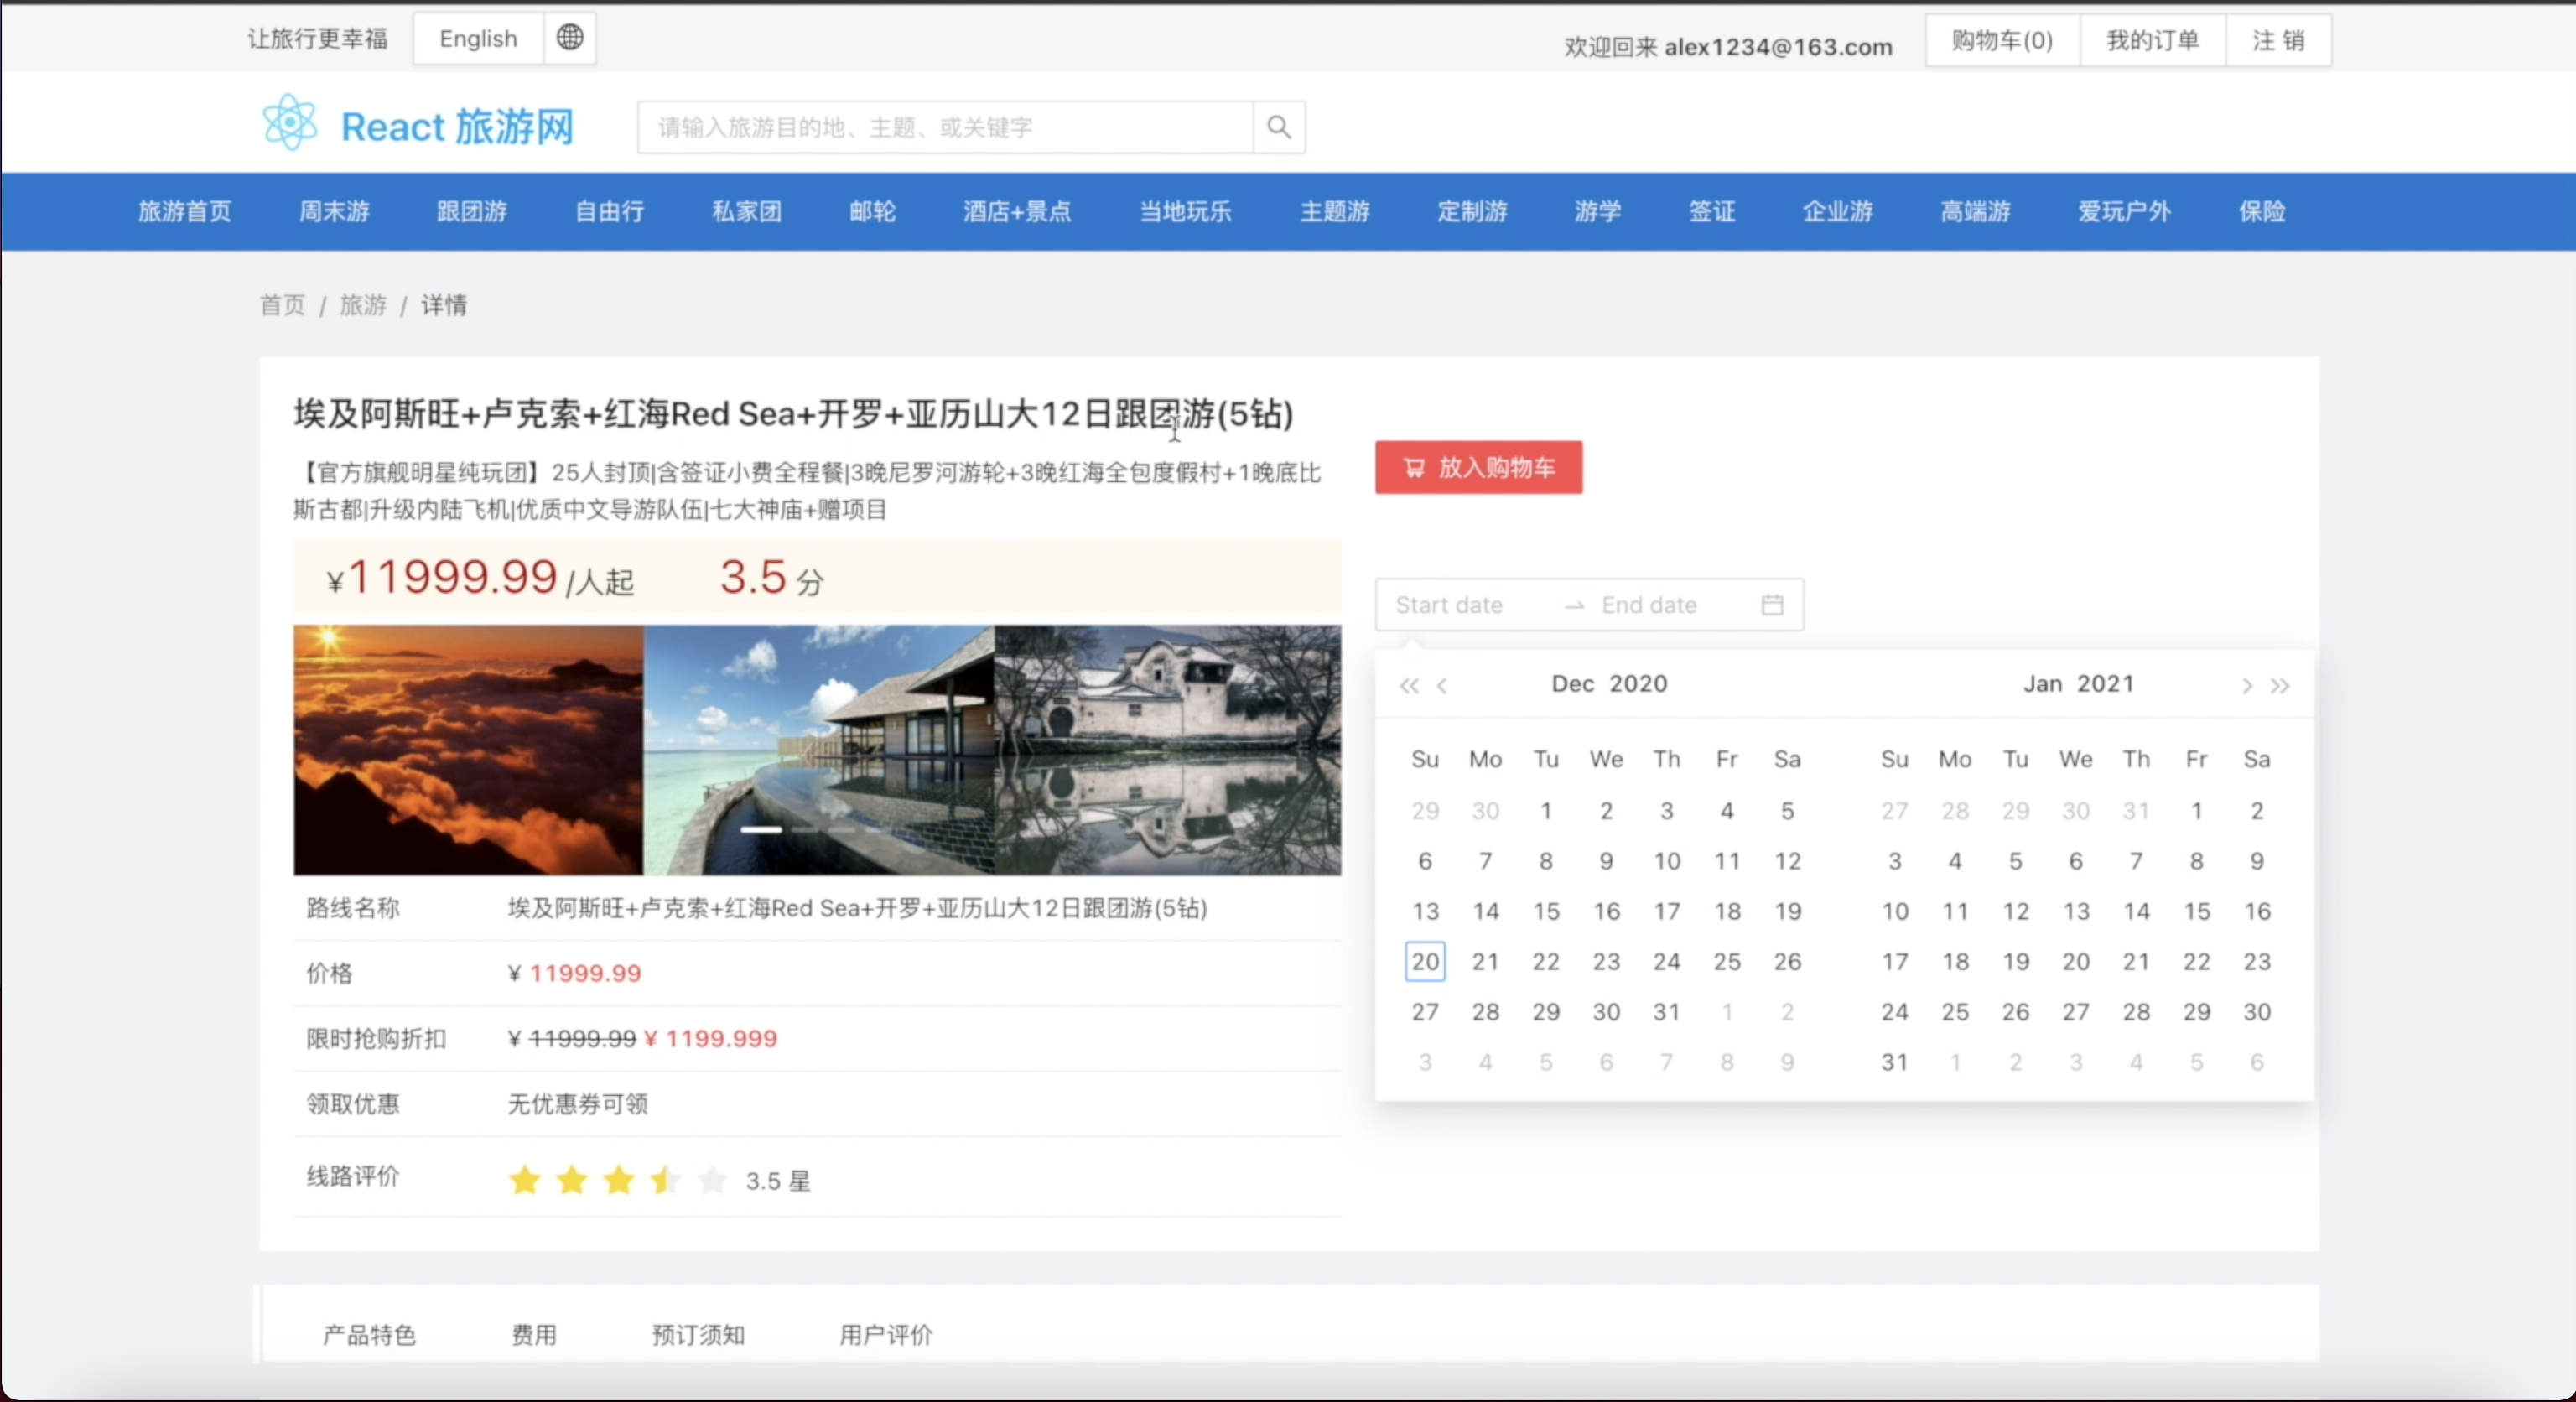 让旅行更幸福 English 欢迎回来 alex1234@163.com 购物车(0) 我的订单 注 销
React 旅游网 请输入旅游目的地、主题、或关键字
旅游首页 周末游 跟团游 自由行 私家团 邮轮 酒店+景点 当地玩乐 主题游 定制游 游学 签证 企业游 高端游 爱玩户外 保险
首页 / 旅游 / 详情
埃及阿斯旺+卢克索+红海Red Sea+开罗+亚历山大12日跟团游(5钻)
【官方旗舰明星纯玩团】25人封顶|含签证小费全程餐|3晚尼罗河游轮+3晚红海全包度假村+1晚底比
斯古都|升级内陆飞机|优质中文导游队伍|七大神庙+赠项目
¥11999.99 /人起 3.5 分
路线名称 埃及阿斯旺+卢克索+红海Red Sea+开罗+亚历山大12日跟团游(5钻)
价格 ¥ 11999.99
限时抢购折扣 ¥ 11999.99 ¥ 1199.999
领取优惠 无优惠券可领
线路评价 3.5 星
放入购物车
Start date End date
Dec 2020
Su Mo Tu We Th Fr Sa
29 30 1 2 3 4 5
6 7 8 9 10 11 12
13 14 15 16 17 18 19
20 21 22 23 24 25 26
27 28 29 30 31 1 2
3 4 5 6 7 8 9
Jan 2021
Su Mo Tu We Th Fr Sa
27 28 29 30 31 1 2
3 4 5 6 7 8 9
10 11 12 13 14 15 16
17 18 19 20 21 22 23
24 25 26 27 28 29 30
31 1 2 3 4 5 6
产品特色 费用 预订须知 用户评价